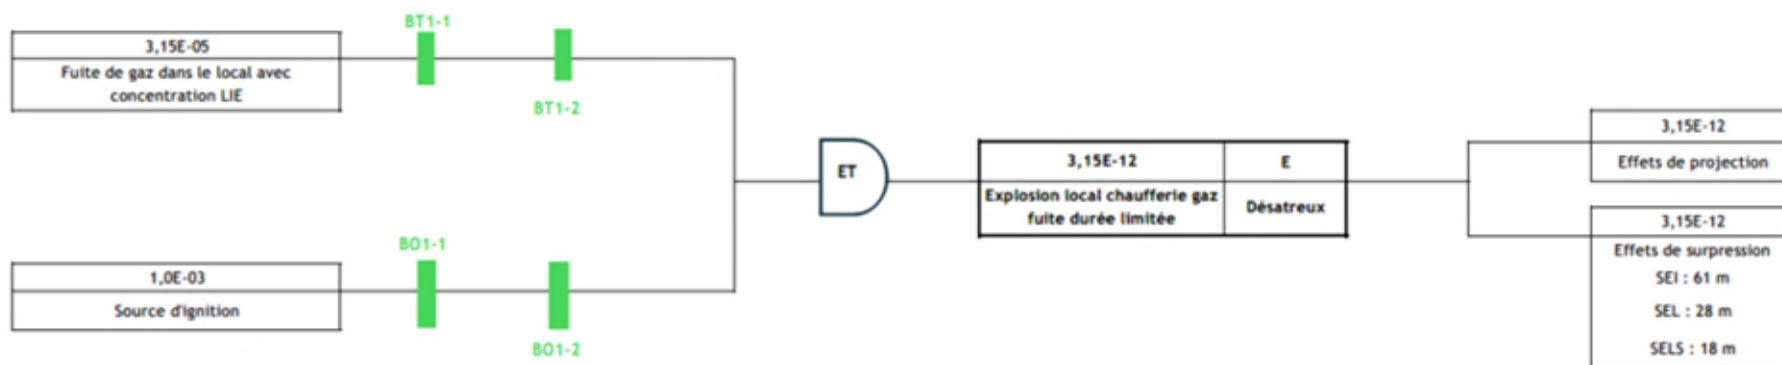 BT1-1
3,15E-05
Fuite de gaz dans le local avec
concentration LIE
BT1-2
BO1-1
1,0E-03
Source d'ignition
BO1-2
ET
3,15E-12
E
Explosion local chaufferie gaz
fuite durée limitée
Désatreux
3,15E-12
Effets de projection
3,15E-12
Effets de surpression
SEI : 61 m
SEL : 28 m
SELS : 18 m